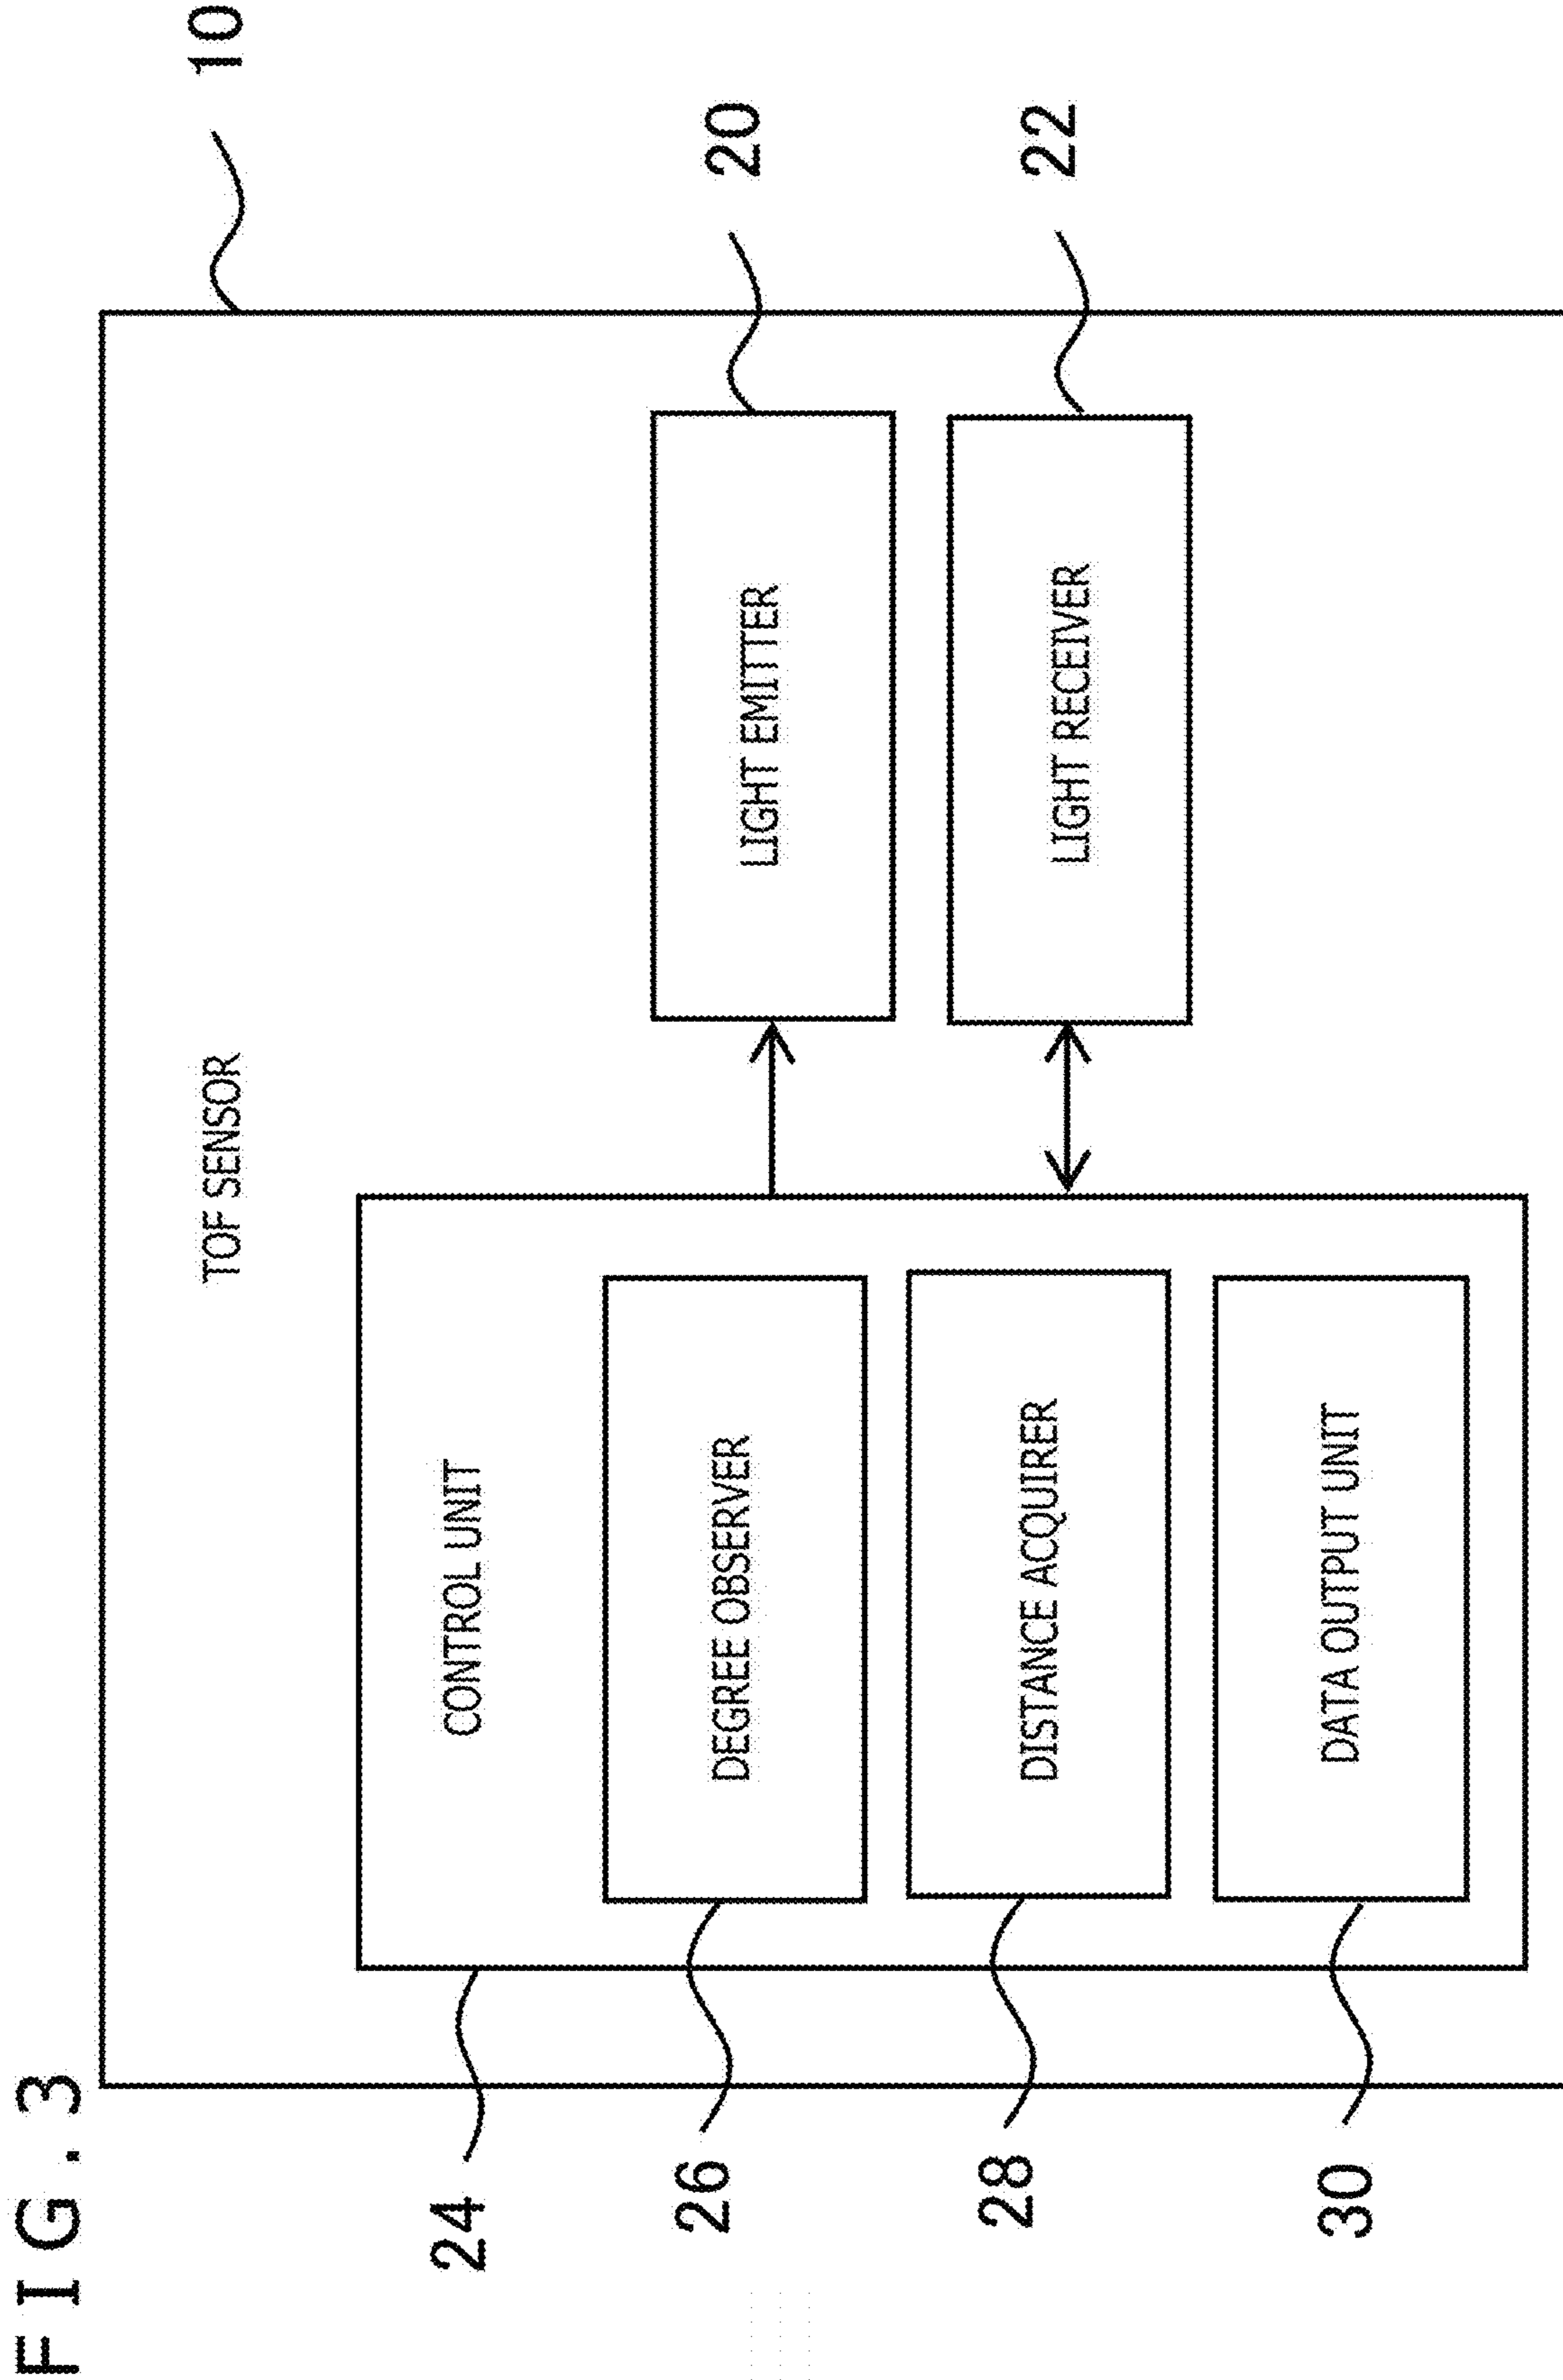 FIG. 3
10
TOF SENSOR
24
CONTROL UNIT
26
DEGREE OBSERVER
LIGHT EMITTER
20
28
DISTANCE ACQUIRER
LIGHT RECEIVER
22
30
DATA OUTPUT UNIT